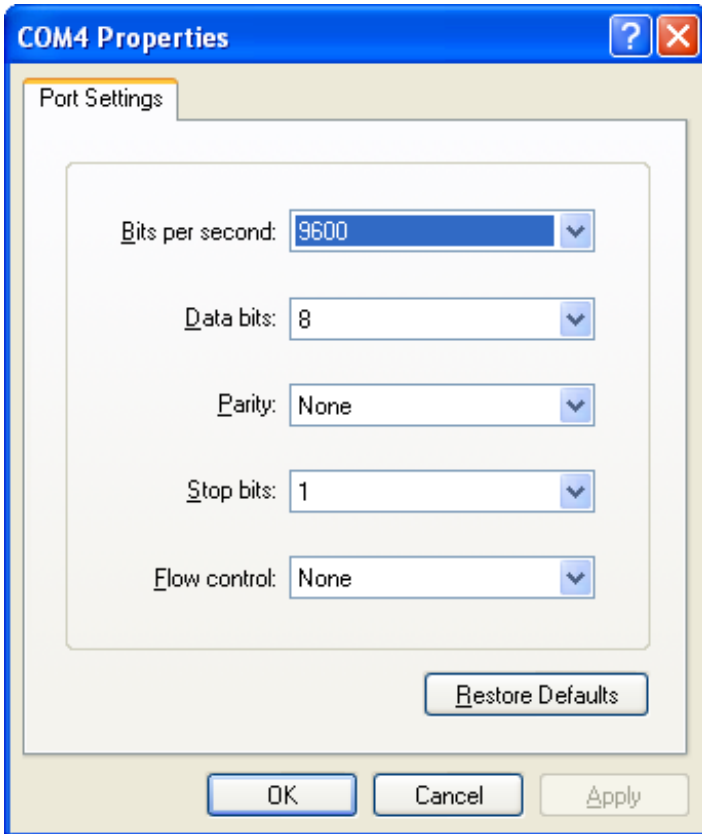 COM4 Properties
Port Settings
Bits per second: 9600
Data bits: 8
Parity: None
Stop bits: 1
Flow control: None
Restore Defaults
OK Cancel Apply